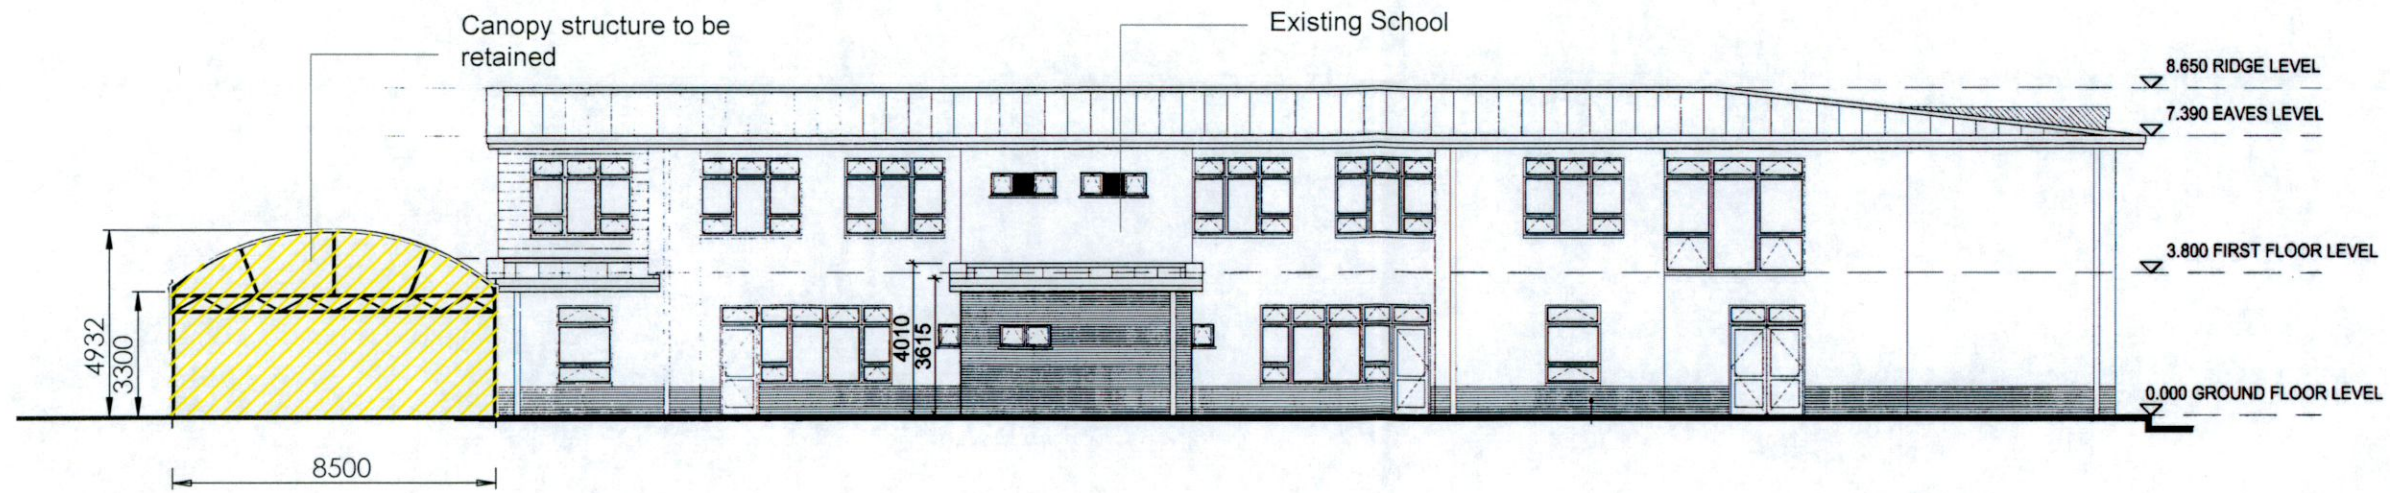 Canopy structure to be
retained
Existing School
8.650 RIDGE LEVEL
7.390 EAVES LEVEL
3.800 FIRST FLOOR LEVEL
0.000 GROUND FLOOR LEVEL
4932
3300
4010
3615
8500